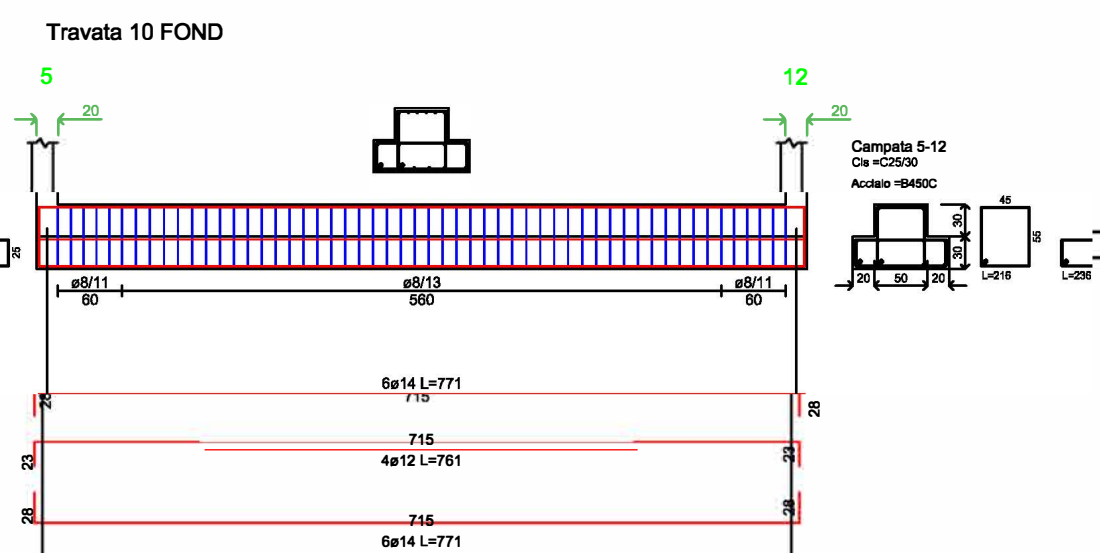 Travata 10 FOND
5
12
20
20
Campata 5-12
Cls =C25/30
Acciaio =B450C
45
25
30
30
55
20
50
20
L=216
L=236
ø8/11
ø8/13
ø8/11
60
560
60
6ø14 L=771
715
28
28
715
4ø12 L=761
23
23
28
28
715
6ø14 L=771